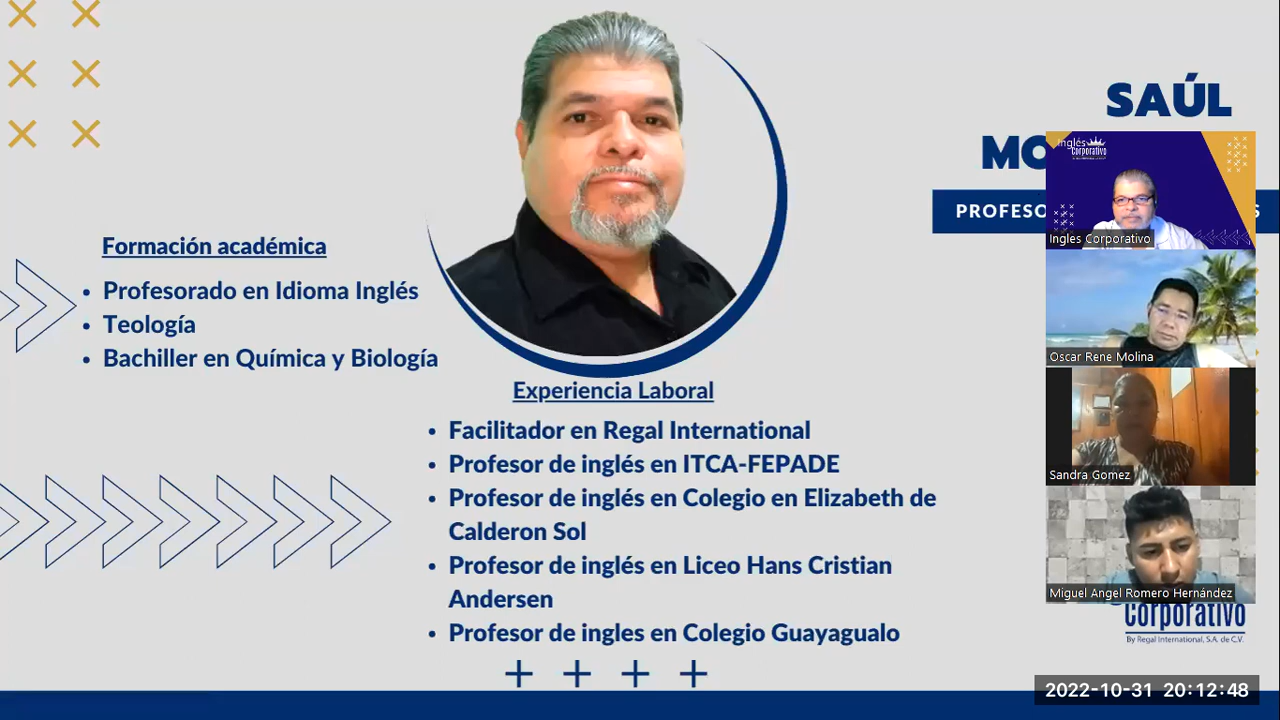 SAÚL
MO
PROFESO
S
Formación académica
Profesorado en Idioma Inglés
Teología
Bachiller en Química y Biología
Experiencia Laboral
Facilitador en Regal International
Profesor de inglés en ITCA-FEPADE
Profesor de inglés en Colegio en Elizabeth de
Calderon Sol
Profesor de inglés en Liceo Hans Cristian
Andersen
Profesor de ingles en Colegio Guayagualo
Inglés
corporativo
Ingles Corporativo
Oscar Rene Molina
Sandra Gomez
Miguel Angel Romero Hernández
corporativo
By Regal International, S.A. de C.V.
2022-10-31 20:12:48